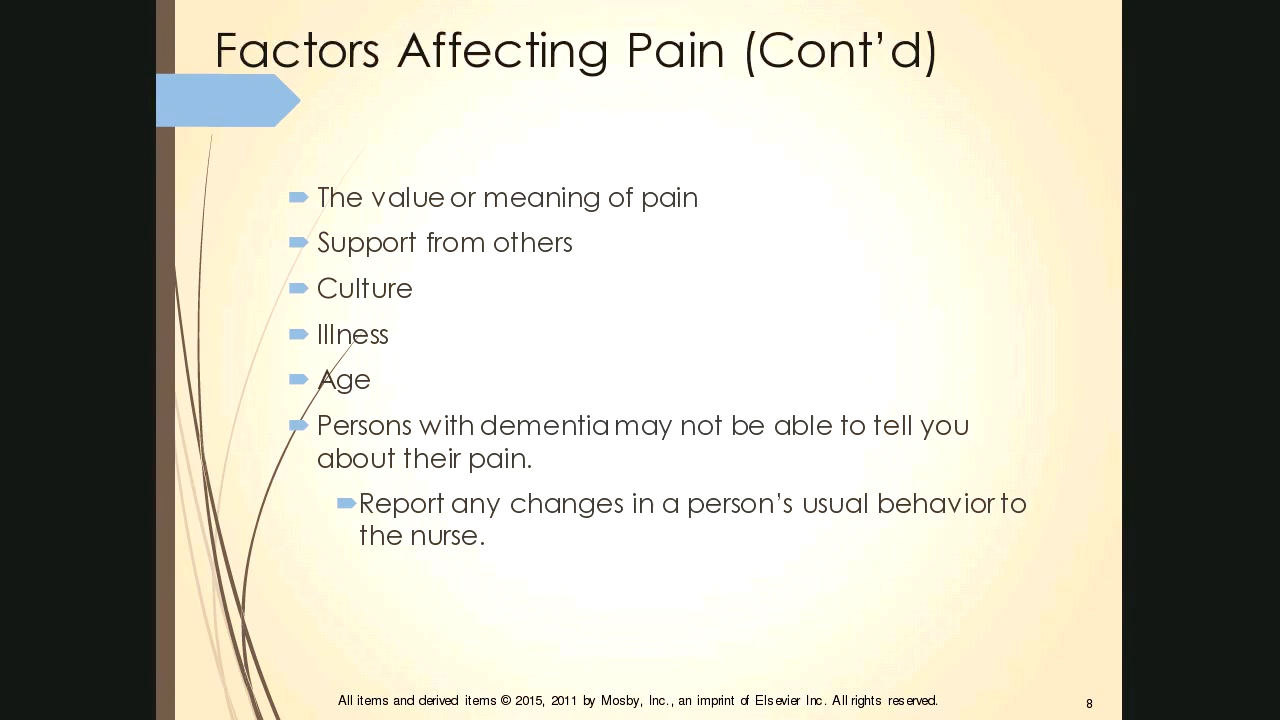 Factors Affecting Pain (Cont’d)
The value or meaning of pain
Support from others
Culture
Illness
Age
Persons with dementia may not be able to tell you
about their pain.
Report any changes in a person’s usual behavior to
the nurse.
All items and derived items © 2015, 2011 by Mosby, Inc., an imprint of Elsevier Inc. All rights reserved.
8